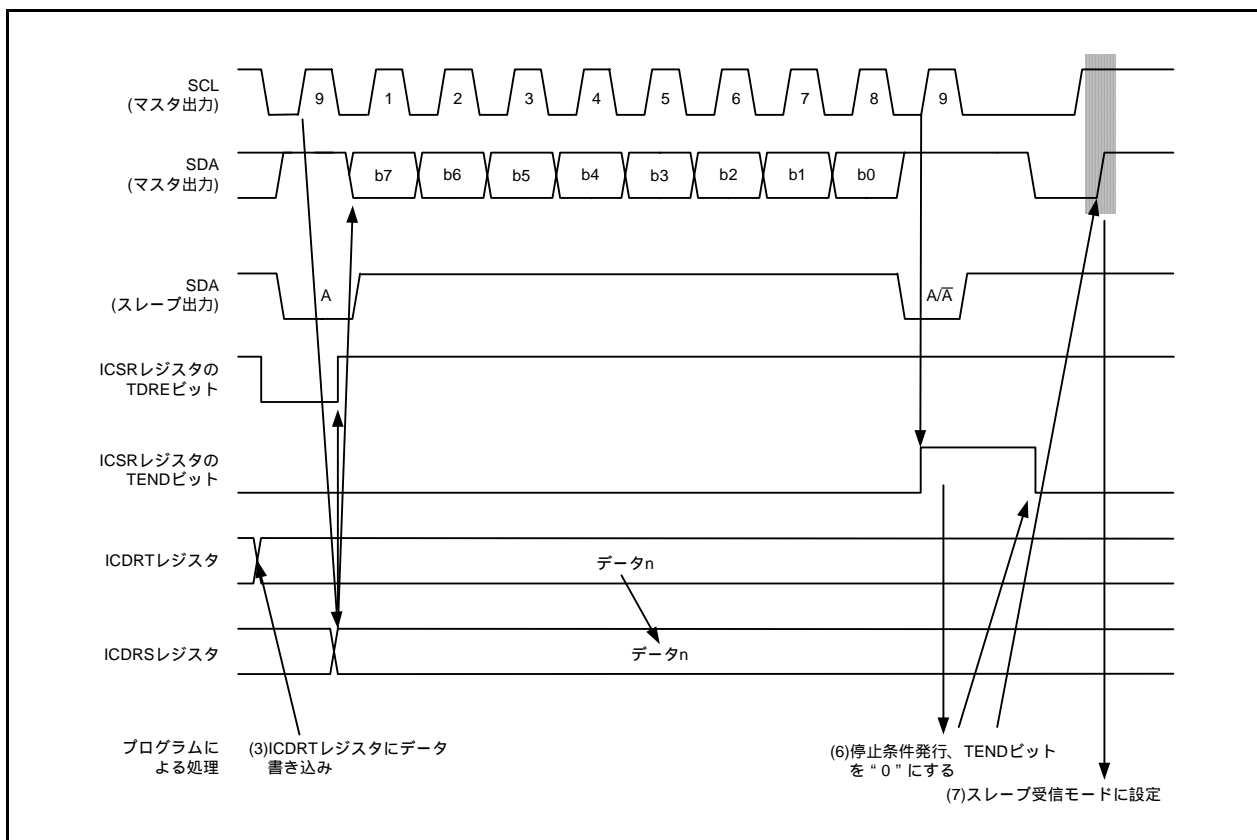 SCL
(マスタ出力)
9 1 2 3 4 5 6 7 8 9
SDA
(マスタ出力)
b7 b6 b5 b4 b3 b2 b1 b0
SDA
(スレーブ出力)
A A/A̅
ICSRレジスタの
TDREビット
ICSRレジスタの
TENDビット
ICDRTレジスタ
データn
ICDRSレジスタ
データn
プログラムに
よる処理
(3)ICDRTレジスタにデータ
書き込み
(6)停止条件発行、TENDビット
を“0”にする
(7)スレーブ受信モードに設定